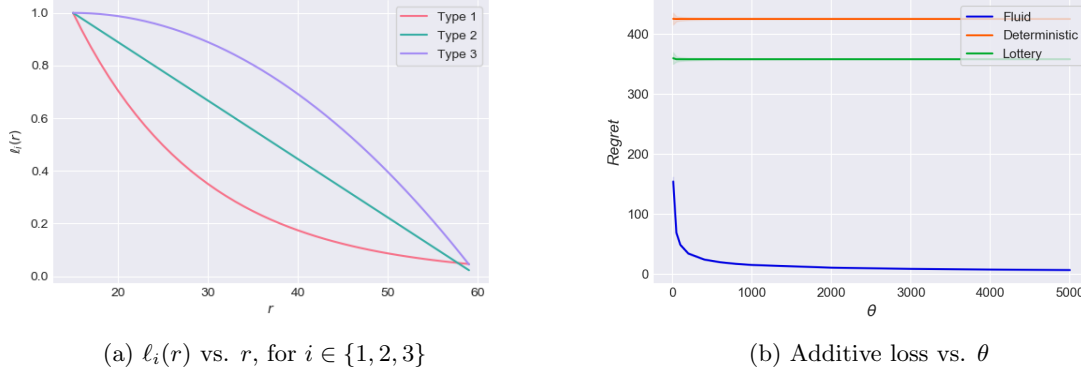 1.0
0.8
0.6
0.4
0.2
0.0
ℓi(r)
20 30 40 50 60
r
Type 1
Type 2
Type 3
(a) ℓi(r) vs. r, for i ∈ {1, 2, 3}
400
300
200
100
0
Regret
0 1000 2000 3000 4000 5000
θ
Fluid
Deterministic
Lottery
(b) Additive loss vs. θ